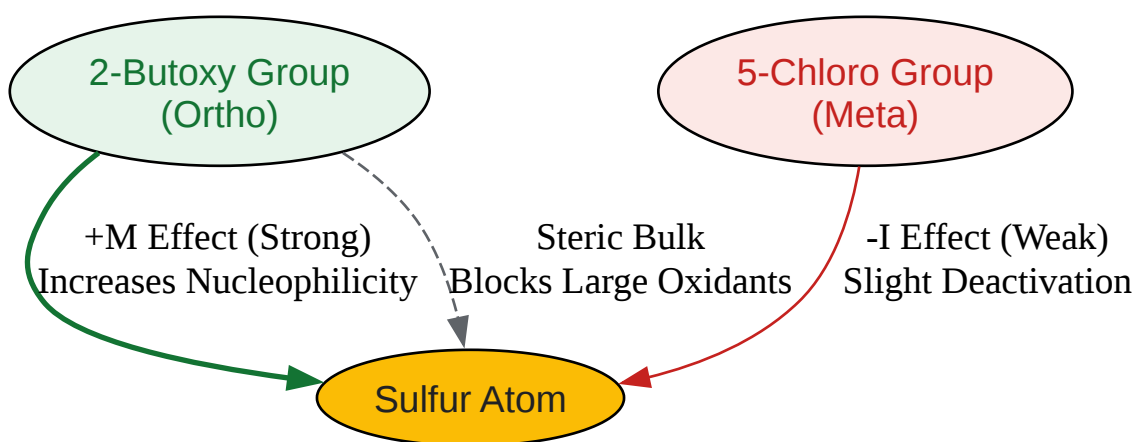 2-Butoxy Group
(Ortho)
5-Chloro Group
(Meta)
+M Effect (Strong)
Increases Nucleophilicity
Steric Bulk
Blocks Large Oxidants
-I Effect (Weak)
Slight Deactivation
Sulfur Atom